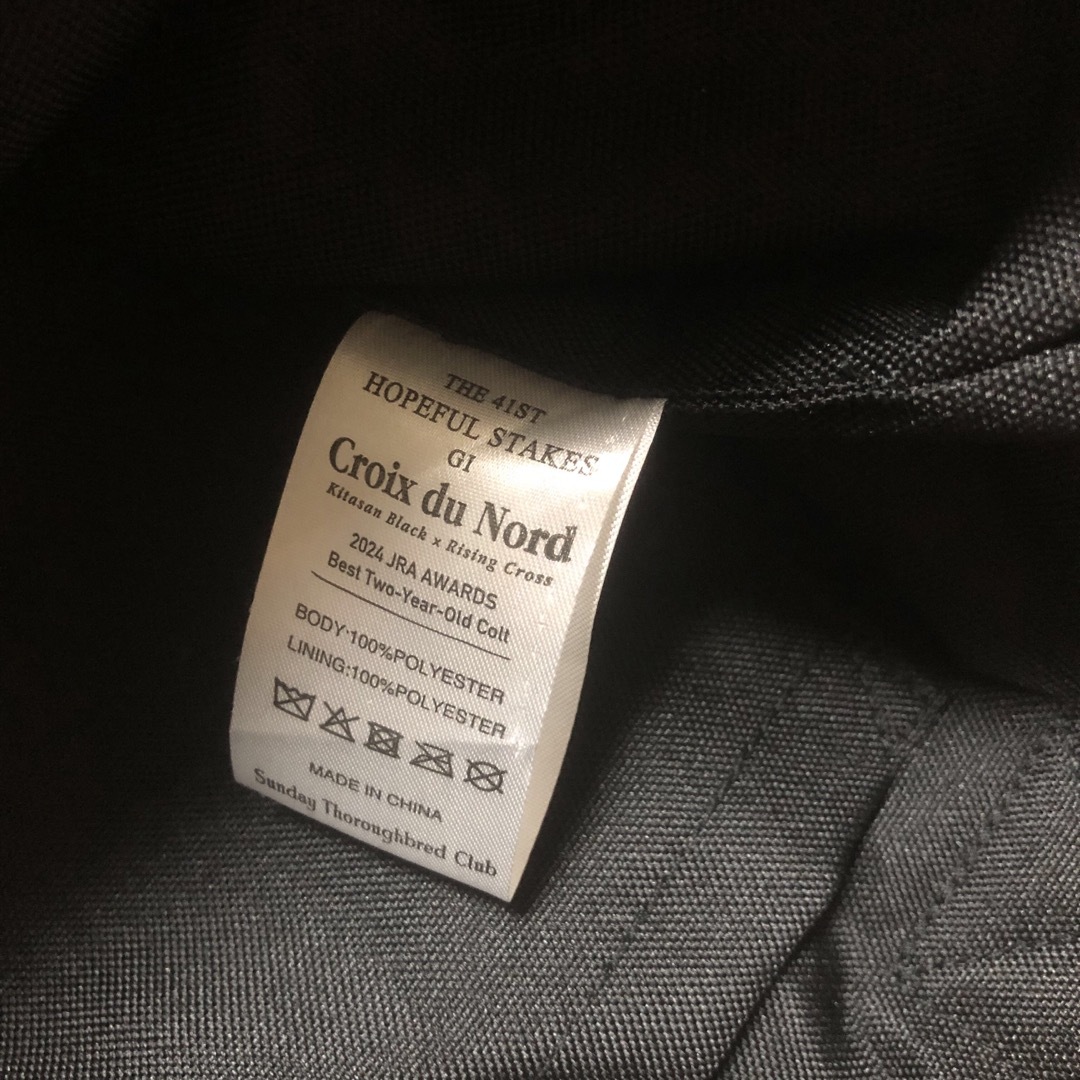 THE 41ST
HOPEFUL STAKES
GI
Croix du Nord
Kitasan Black x Rising Cross
2024 JRA AWARDS
Best Two-Year-Old Colt
BODY:100%POLYESTER
LINING:100%POLYESTER
MADE IN CHINA
Sunday Thoroughbred Club